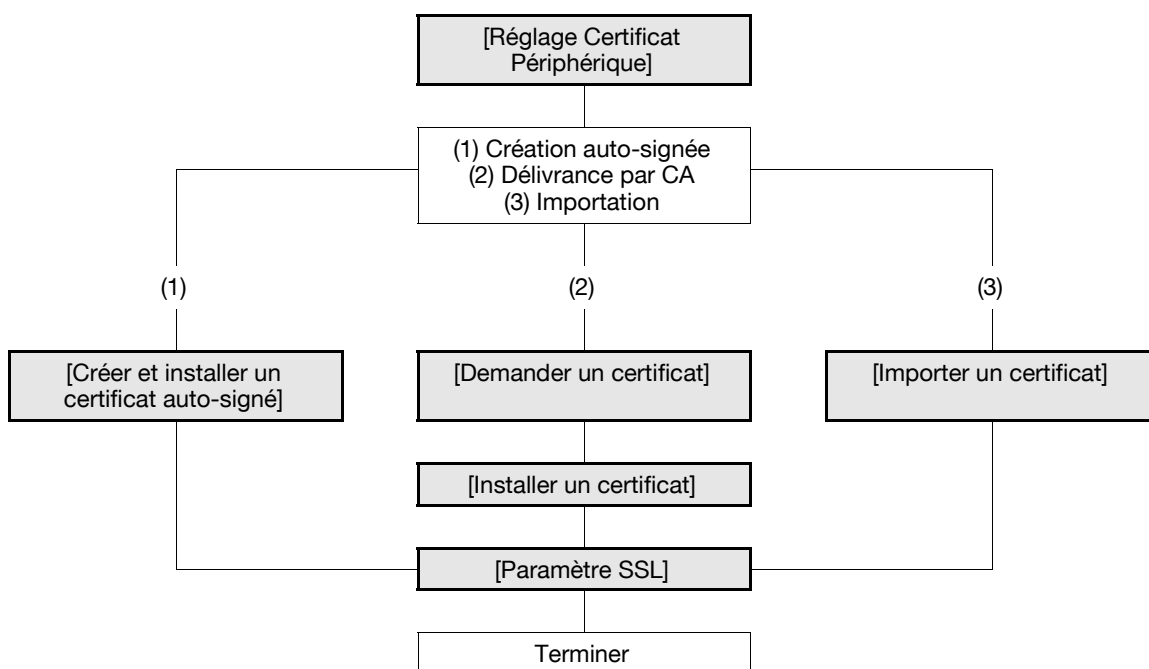 [Réglage Certificat
Périphérique]
(1) Création auto-signée
(2) Délivrance par CA
(3) Importation
(1)
(2)
(3)
[Créer et installer un
certificat auto-signé]
[Demander un certificat]
[Importer un certificat]
[Installer un certificat]
[Paramètre SSL]
Terminer